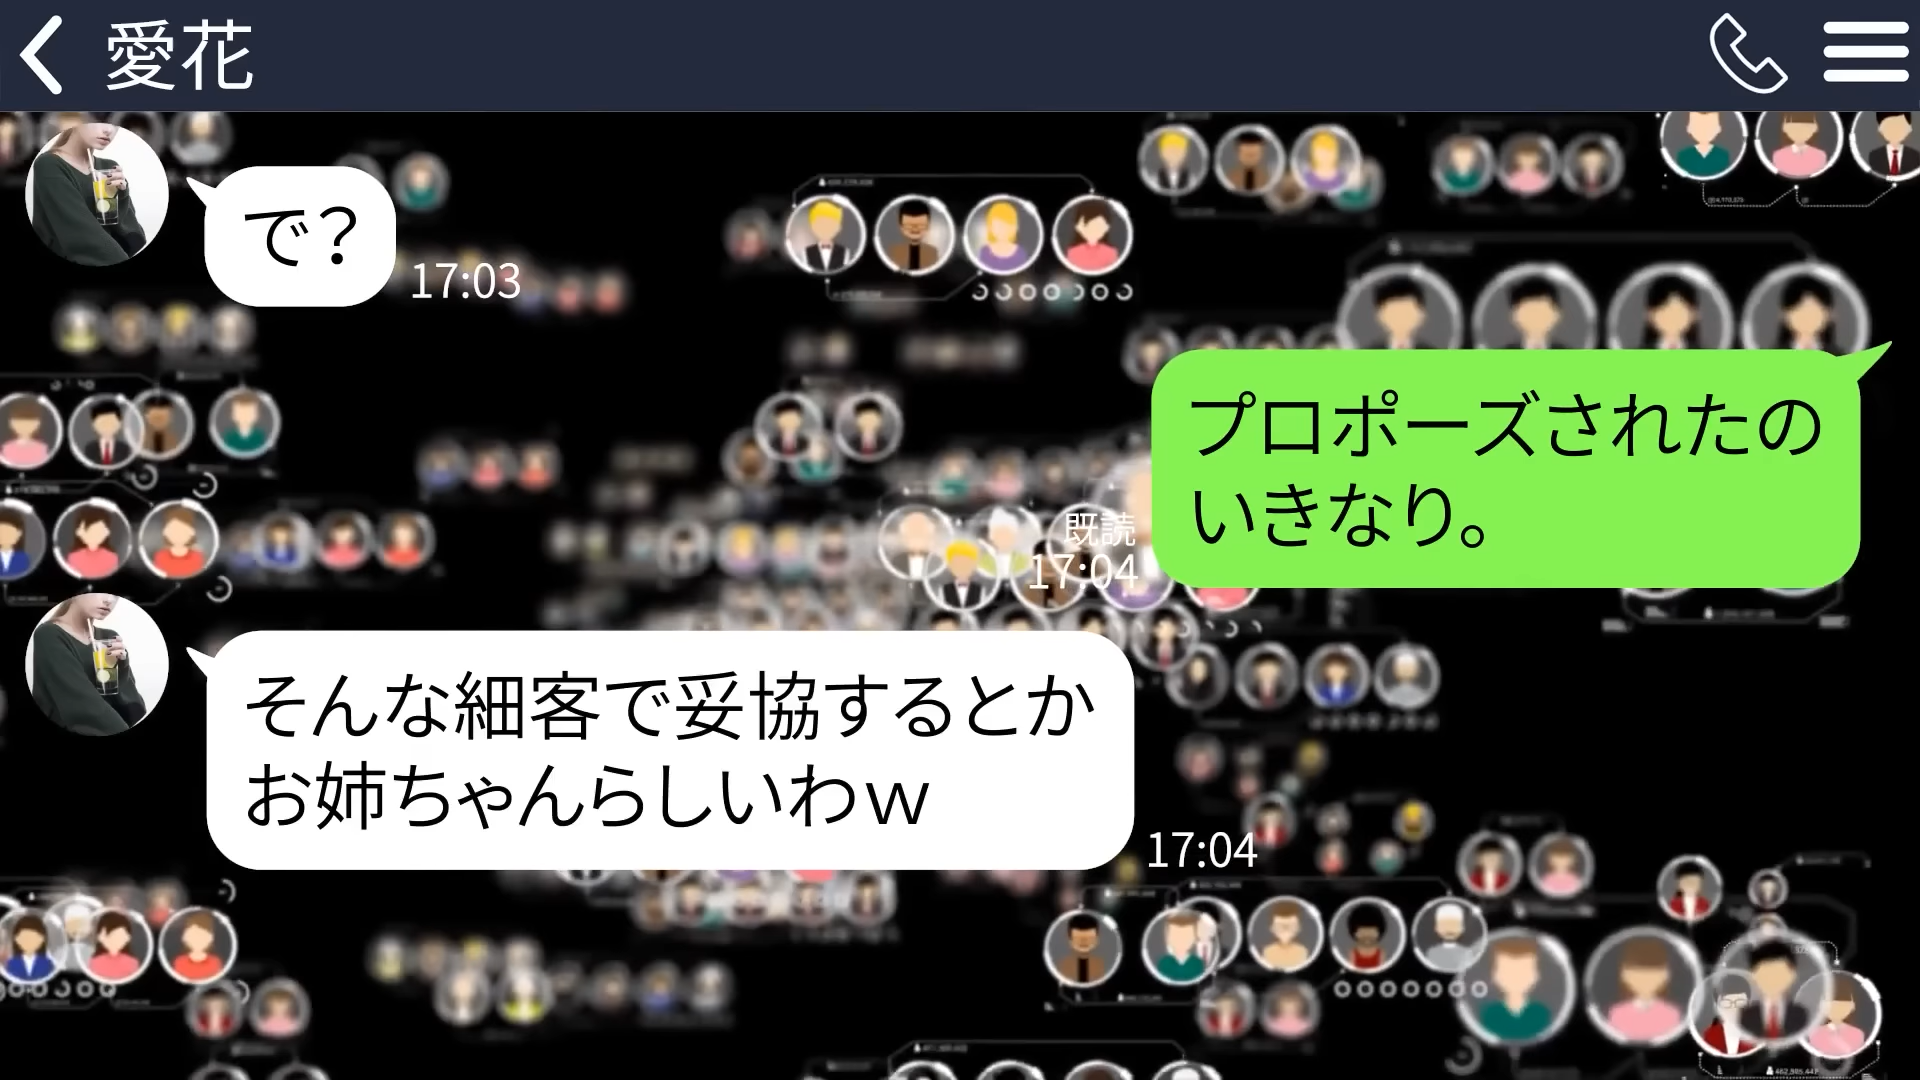 愛花
で？
17:03
プロポーズされたの
いきなり。
既読
17:04
そんな細客で妥協するとか
お姉ちゃんらしいわｗ
17:04